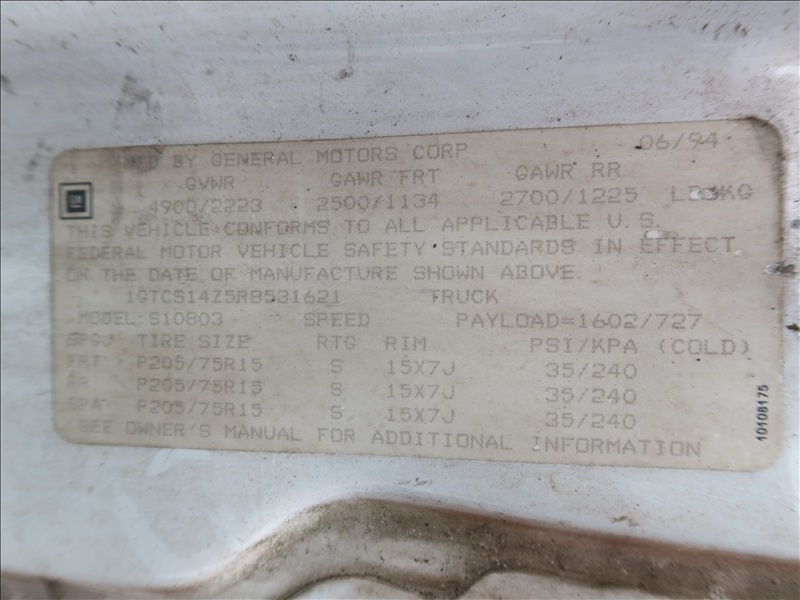 MFD BY GENERAL MOTORS CORP 06/94
GVWR GAWR FRT GAWR RR
GM 4900/2223 2500/1134 2700/1225 LBS/KG
THIS VEHICLE CONFORMS TO ALL APPLICABLE U.S.
FEDERAL MOTOR VEHICLE SAFETY STANDARDS IN EFFECT
ON THE DATE OF MANUFACTURE SHOWN ABOVE.
1GTCS14Z5R8531621 TRUCK
MODEL: S10803 SPEED PAYLOAD=1602/727
TIRE SIZE RTG RIM PSI/KPA (COLD)
FRT P205/75R15 S 15X7J 35/240
RR P205/75R15 S 15X7J 35/240
SPA P205/75R15 S 15X7J 35/240
SEE OWNER'S MANUAL FOR ADDITIONAL INFORMATION
10108175